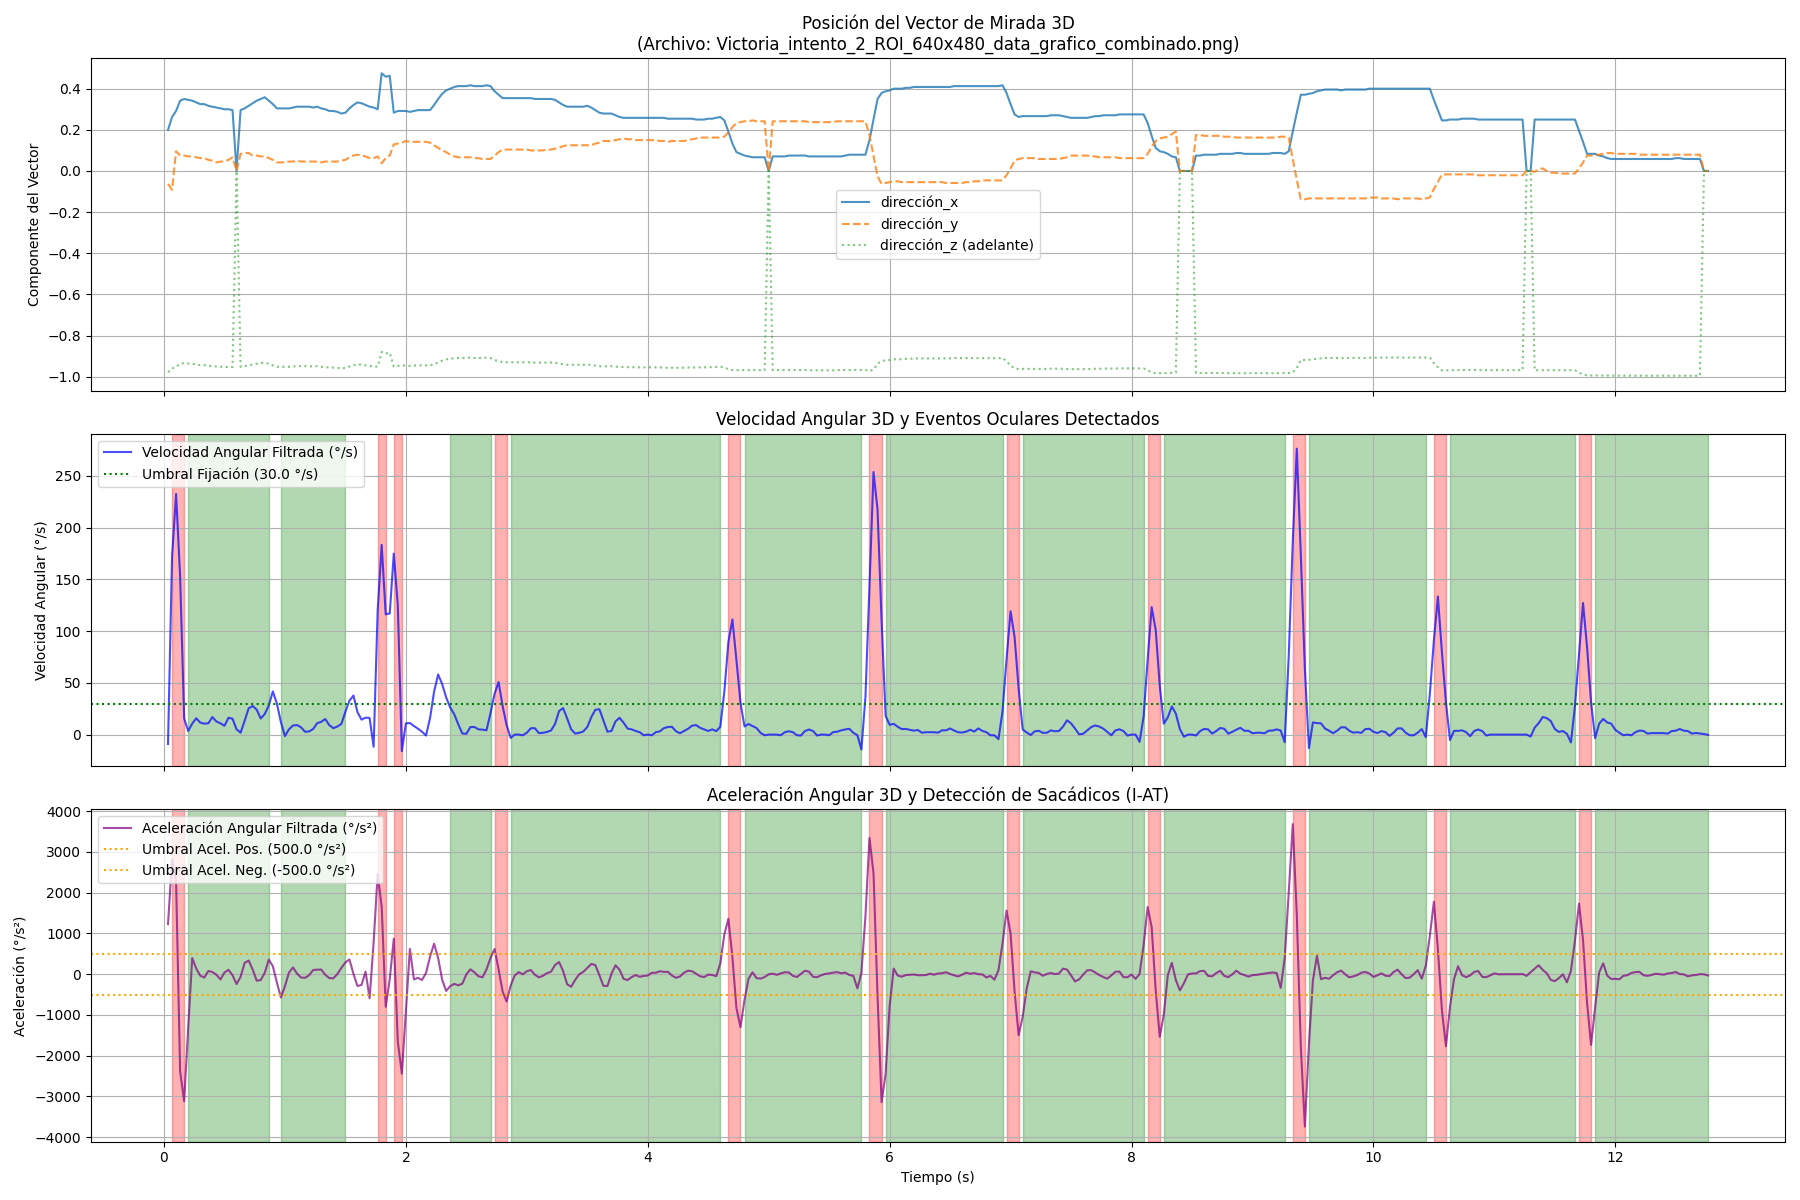 Posición del Vector de Mirada 3D
(Archivo: Victoria_intento_2_ROI_640x480_data_grafico_combinado.png)
Componente del Vector
0.4
0.2
0.0
−0.2
−0.4
−0.6
−0.8
−1.0
dirección_x
dirección_y
dirección_z (adelante)
Velocidad Angular 3D y Eventos Oculares Detectados
Velocidad Angular (°/s)
250
200
150
100
50
0
Velocidad Angular Filtrada (°/s)
Umbral Fijación (30.0 °/s)
Aceleración Angular 3D y Detección de Sacádicos (I-AT)
Aceleración (°/s²)
4000
3000
2000
1000
0
−1000
−2000
−3000
−4000
Aceleración Angular Filtrada (°/s²)
Umbral Acel. Pos. (500.0 °/s²)
Umbral Acel. Neg. (-500.0 °/s²)
0 2 4 6 8 10 12
Tiempo (s)